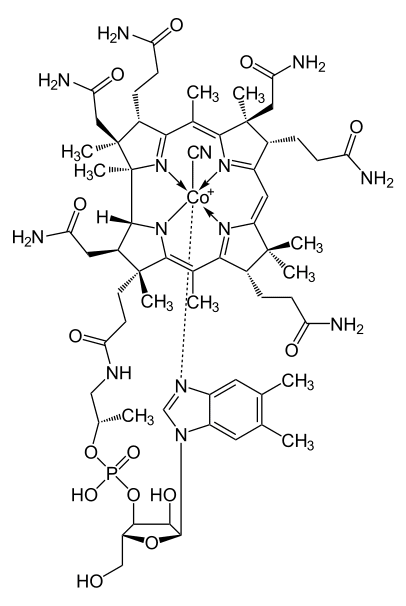 H₂N O
O NH₂
H₂N O
CH₃ CH₃
H₃C N CN N O
H₃C Co⁺ NH₂
H N N
O
H₂N CH₃
CH₃
CH₃ CH₃
NH₂
O O
NH
N CH₃
CH₃
O O N CH₃
P
HO O HO
O
HO